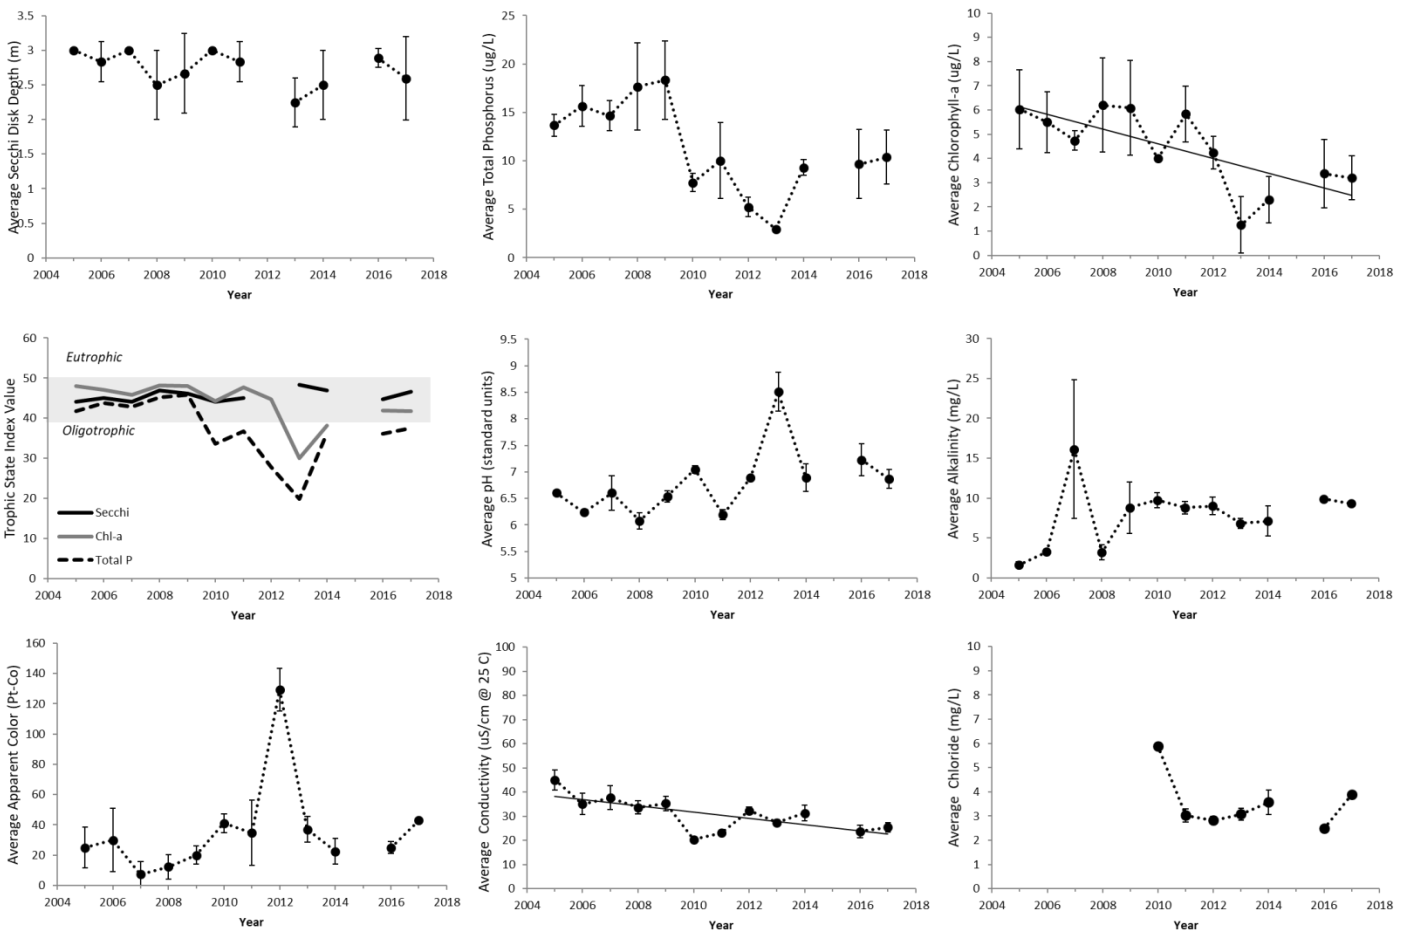 Average Secchi Disk Depth (m)
3.5
3
2.5
2
1.5
1
0.5
0
2004 2006 2008 2010 2012 2014 2016 2018
Year
Average Total Phosphorus (ug/L)
25
20
15
10
5
0
2004 2006 2008 2010 2012 2014 2016 2018
Year
Average Chlorophyll-a (ug/L)
10
9
8
7
6
5
4
3
2
1
0
2004 2006 2008 2010 2012 2014 2016 2018
Year
Trophic State Index Value
60
50
40
30
20
10
0
Eutrophic
Oligotrophic
Secchi
Chl-a
Total P
2004 2006 2008 2010 2012 2014 2016 2018
Year
Average pH (standard units)
9.5
9
8.5
8
7.5
7
6.5
6
5.5
5
2004 2006 2008 2010 2012 2014 2016 2018
Year
Average Alkalinity (mg/L)
30
25
20
15
10
5
0
2004 2006 2008 2010 2012 2014 2016 2018
Year
Average Apparent Color (Pt-Co)
160
140
120
100
80
60
40
20
0
2004 2006 2008 2010 2012 2014 2016 2018
Year
Average Conductivity (uS/cm @ 25 C)
100
90
80
70
60
50
40
30
20
10
0
2004 2006 2008 2010 2012 2014 2016 2018
Year
Average Chloride (mg/L)
10
9
8
7
6
5
4
3
2
1
0
2004 2006 2008 2010 2012 2014 2016 2018
Year